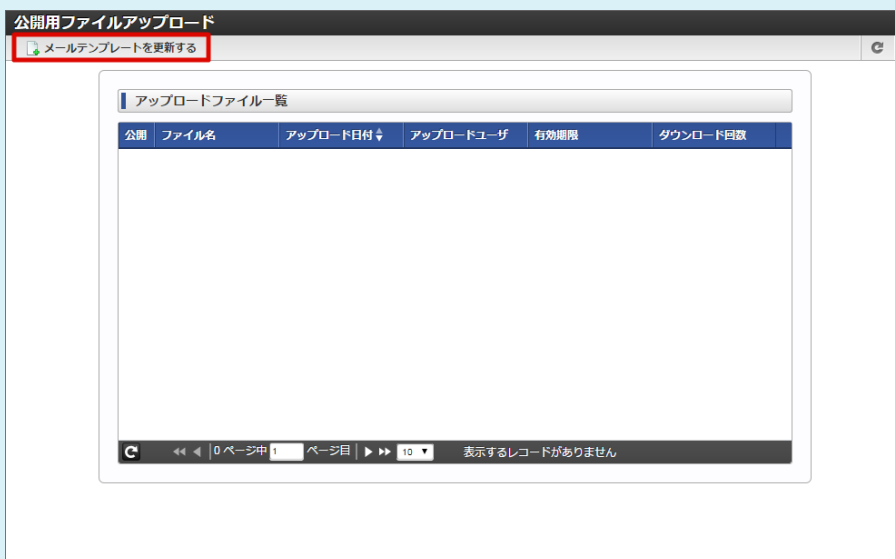 公開用ファイルアップロード
メールテンプレートを更新する
アップロードファイル一覧
公開 ファイル名 アップロード日付 アップロードユーザ 有効期限 ダウンロード回数
0 ページ中 1 ページ目 10 表示するレコードがありません